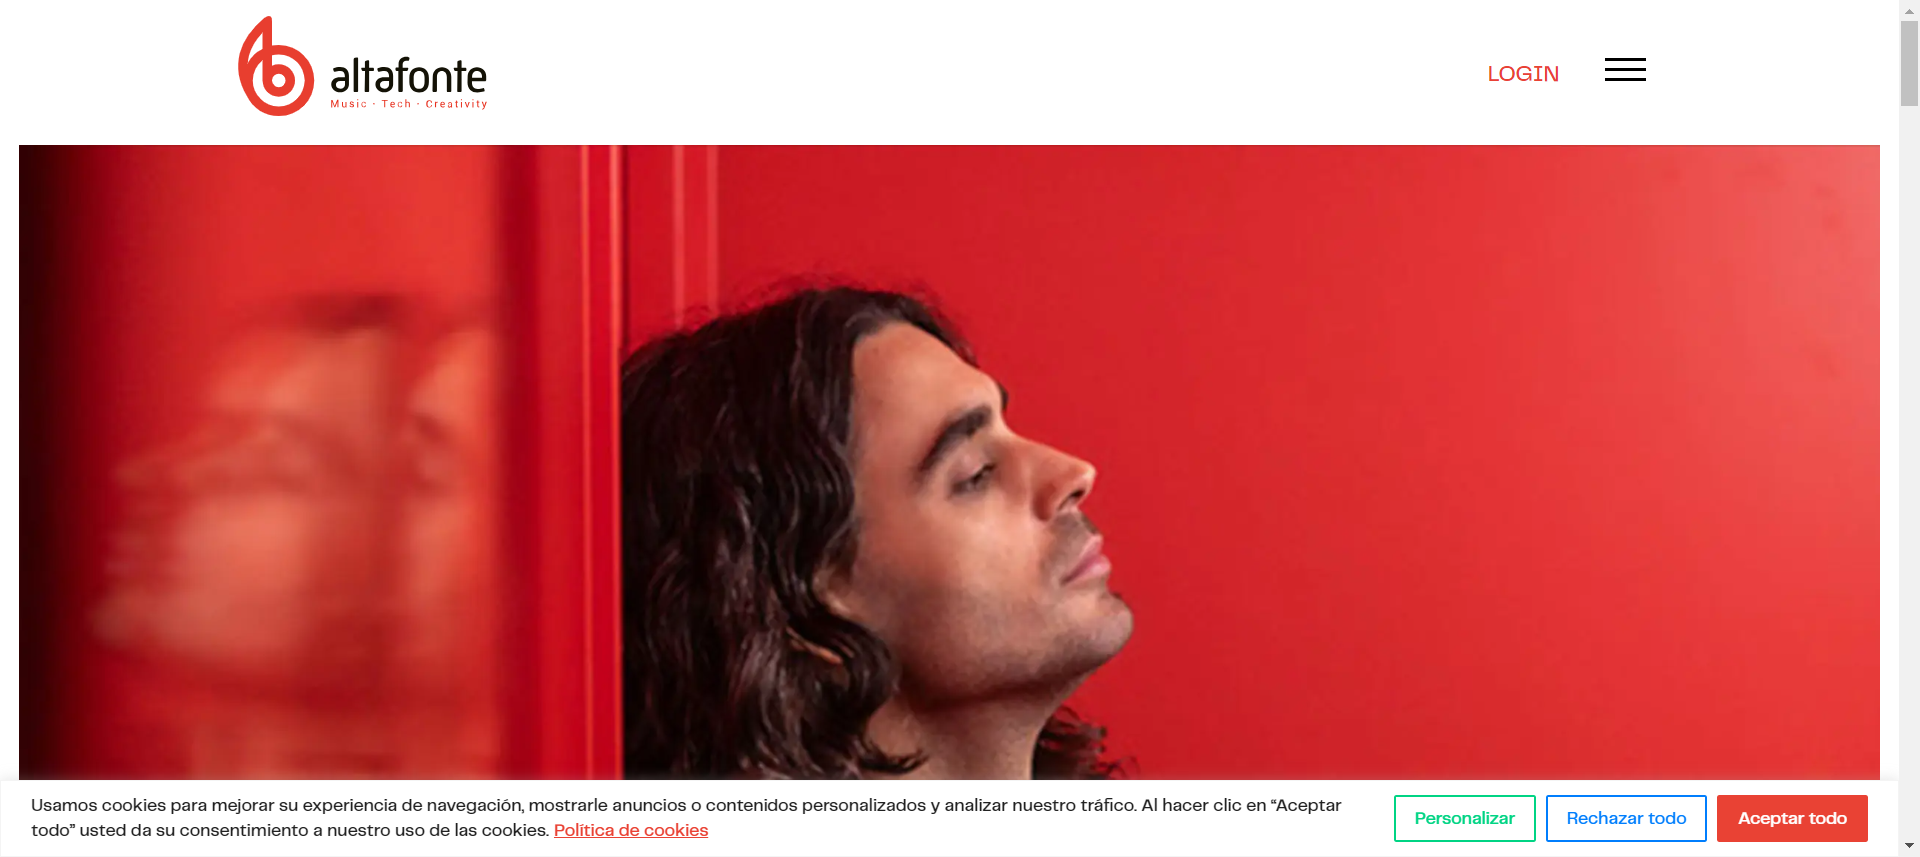 altafonte
Music · Tech · Creativity
LOGIN
Usamos cookies para mejorar su experiencia de navegación, mostrarle anuncios o contenidos personalizados y analizar nuestro tráfico. Al hacer clic en “Aceptar
todo” usted da su consentimiento a nuestro uso de las cookies. Política de cookies
Personalizar
Rechazar todo
Aceptar todo